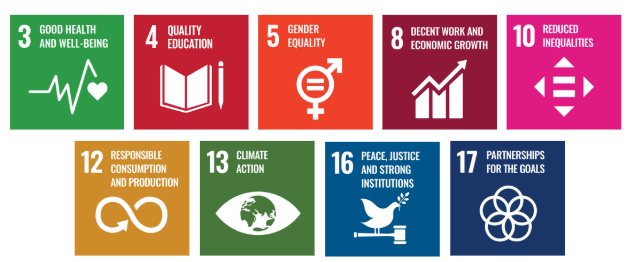 3 GOOD HEALTH
AND WELL-BEING
4 QUALITY
EDUCATION
5 GENDER
EQUALITY
8 DECENT WORK AND
ECONOMIC GROWTH
10 REDUCED
INEQUALITIES
12 RESPONSIBLE
CONSUMPTION
AND PRODUCTION
13 CLIMATE
ACTION
16 PEACE, JUSTICE
AND STRONG
INSTITUTIONS
17 PARTNERSHIPS
FOR THE GOALS